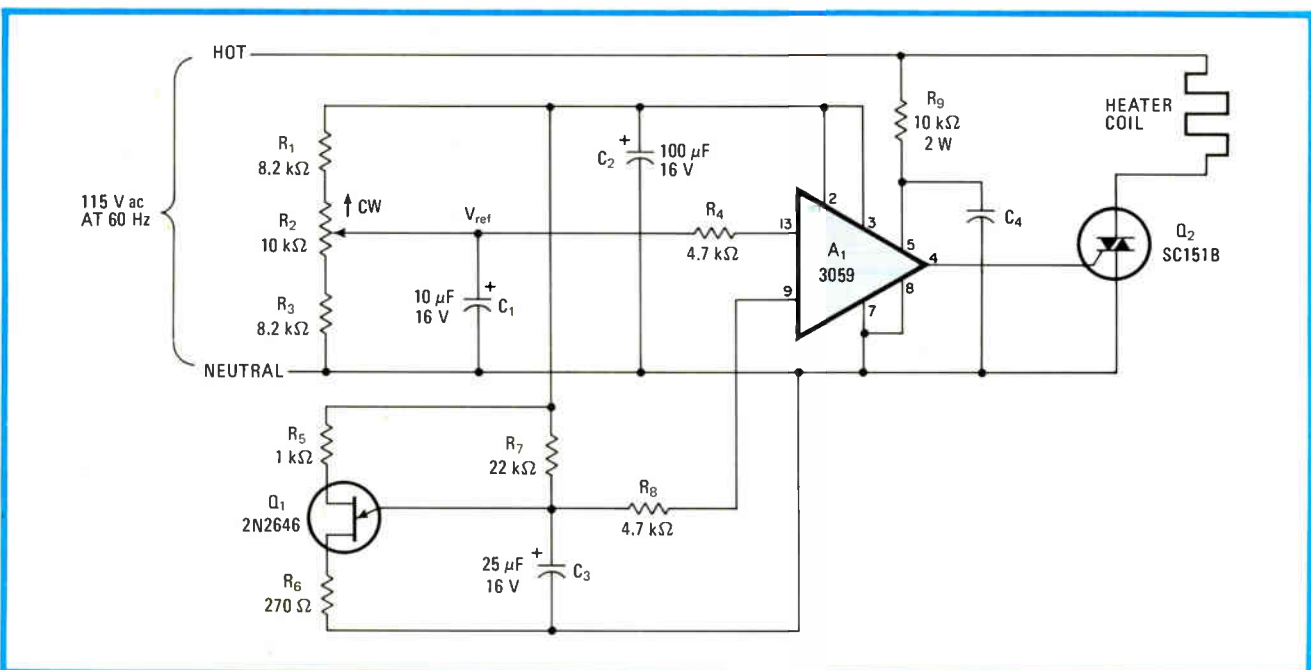 HOT
115 V ac
AT 60 Hz
NEUTRAL
R1
8.2 kΩ
R2
10 kΩ
CW
R3
8.2 kΩ
Vref
10 µF
16 V
+
C1
+
C2
100 µF
16 V
R4
4.7 kΩ
13
9
2
3
A1
3059
5
4
8
7
R9
10 kΩ
2 W
C4
HEATER
COIL
Q2
SC151B
R5
1 kΩ
Q1
2N2646
R6
270 Ω
R7
22 kΩ
R8
4.7 kΩ
25 µF
16 V
+
C3